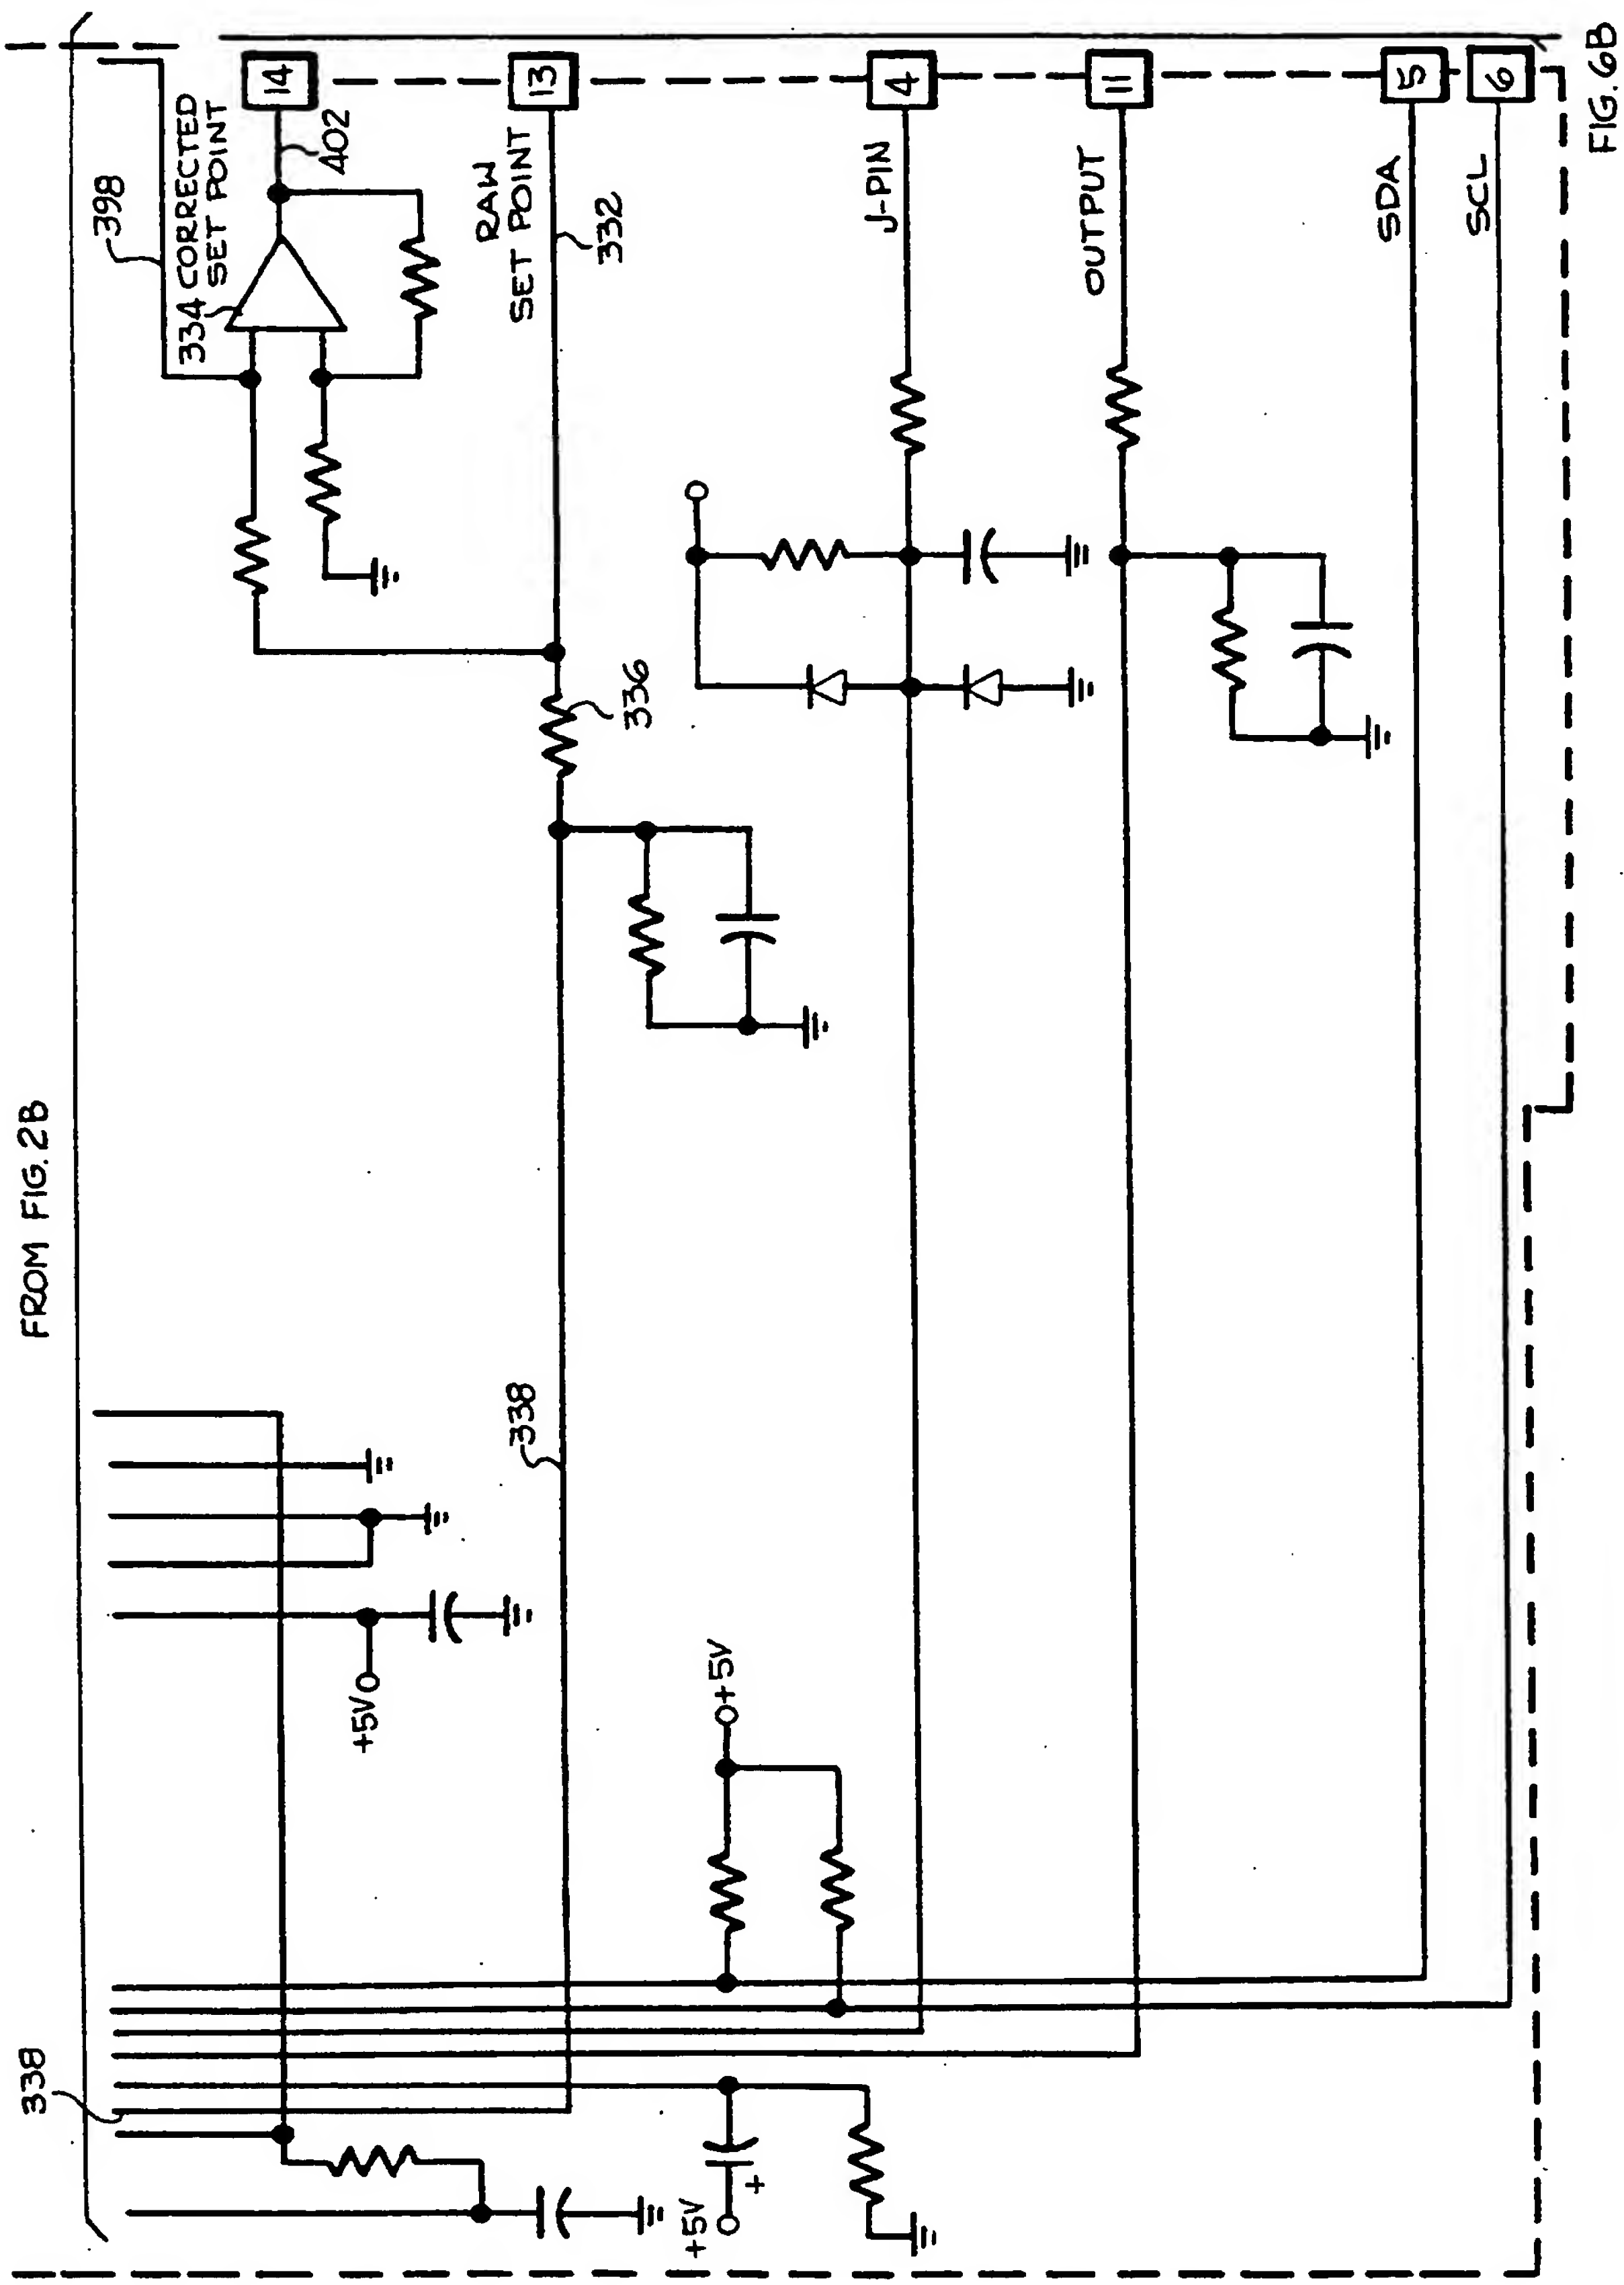 FROM FIG. 2B
398
334
CORRECTED
SET POINT
14
402
RAW
SET POINT
13
332
336
338
J-PIN
4
OUTPUT
11
SDA
5
SCL
6
+5V
+5V
338
+5V
+
FIG. 6B